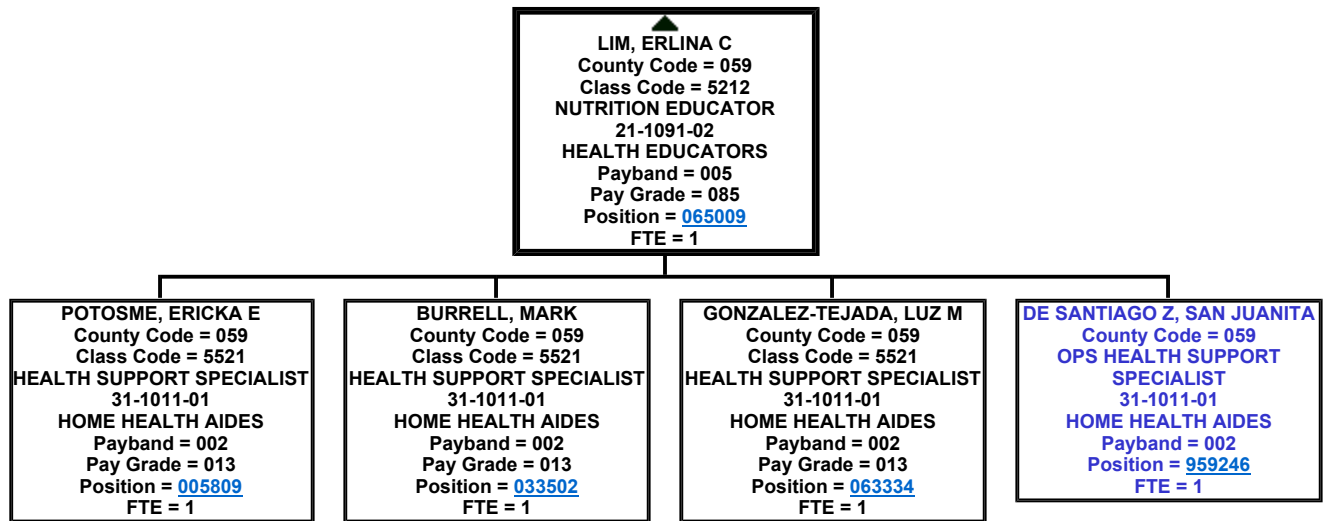 LIM, ERLINA C
County Code = 059
Class Code = 5212
NUTRITION EDUCATOR
21-1091-02
HEALTH EDUCATORS
Payband = 005
Pay Grade = 085
Position = 065009
FTE = 1
POTOSME, ERICKA E
County Code = 059
Class Code = 5521
HEALTH SUPPORT SPECIALIST
31-1011-01
HOME HEALTH AIDES
Payband = 002
Pay Grade = 013
Position = 005809
FTE = 1
BURRELL, MARK
County Code = 059
Class Code = 5521
HEALTH SUPPORT SPECIALIST
31-1011-01
HOME HEALTH AIDES
Payband = 002
Pay Grade = 013
Position = 033502
FTE = 1
GONZALEZ-TEJADA, LUZ M
County Code = 059
Class Code = 5521
HEALTH SUPPORT SPECIALIST
31-1011-01
HOME HEALTH AIDES
Payband = 002
Pay Grade = 013
Position = 063334
FTE = 1
DE SANTIAGO Z, SAN JUANITA
County Code = 059
OPS HEALTH SUPPORT
SPECIALIST
31-1011-01
HOME HEALTH AIDES
Payband = 002
Position = 959246
FTE = 1